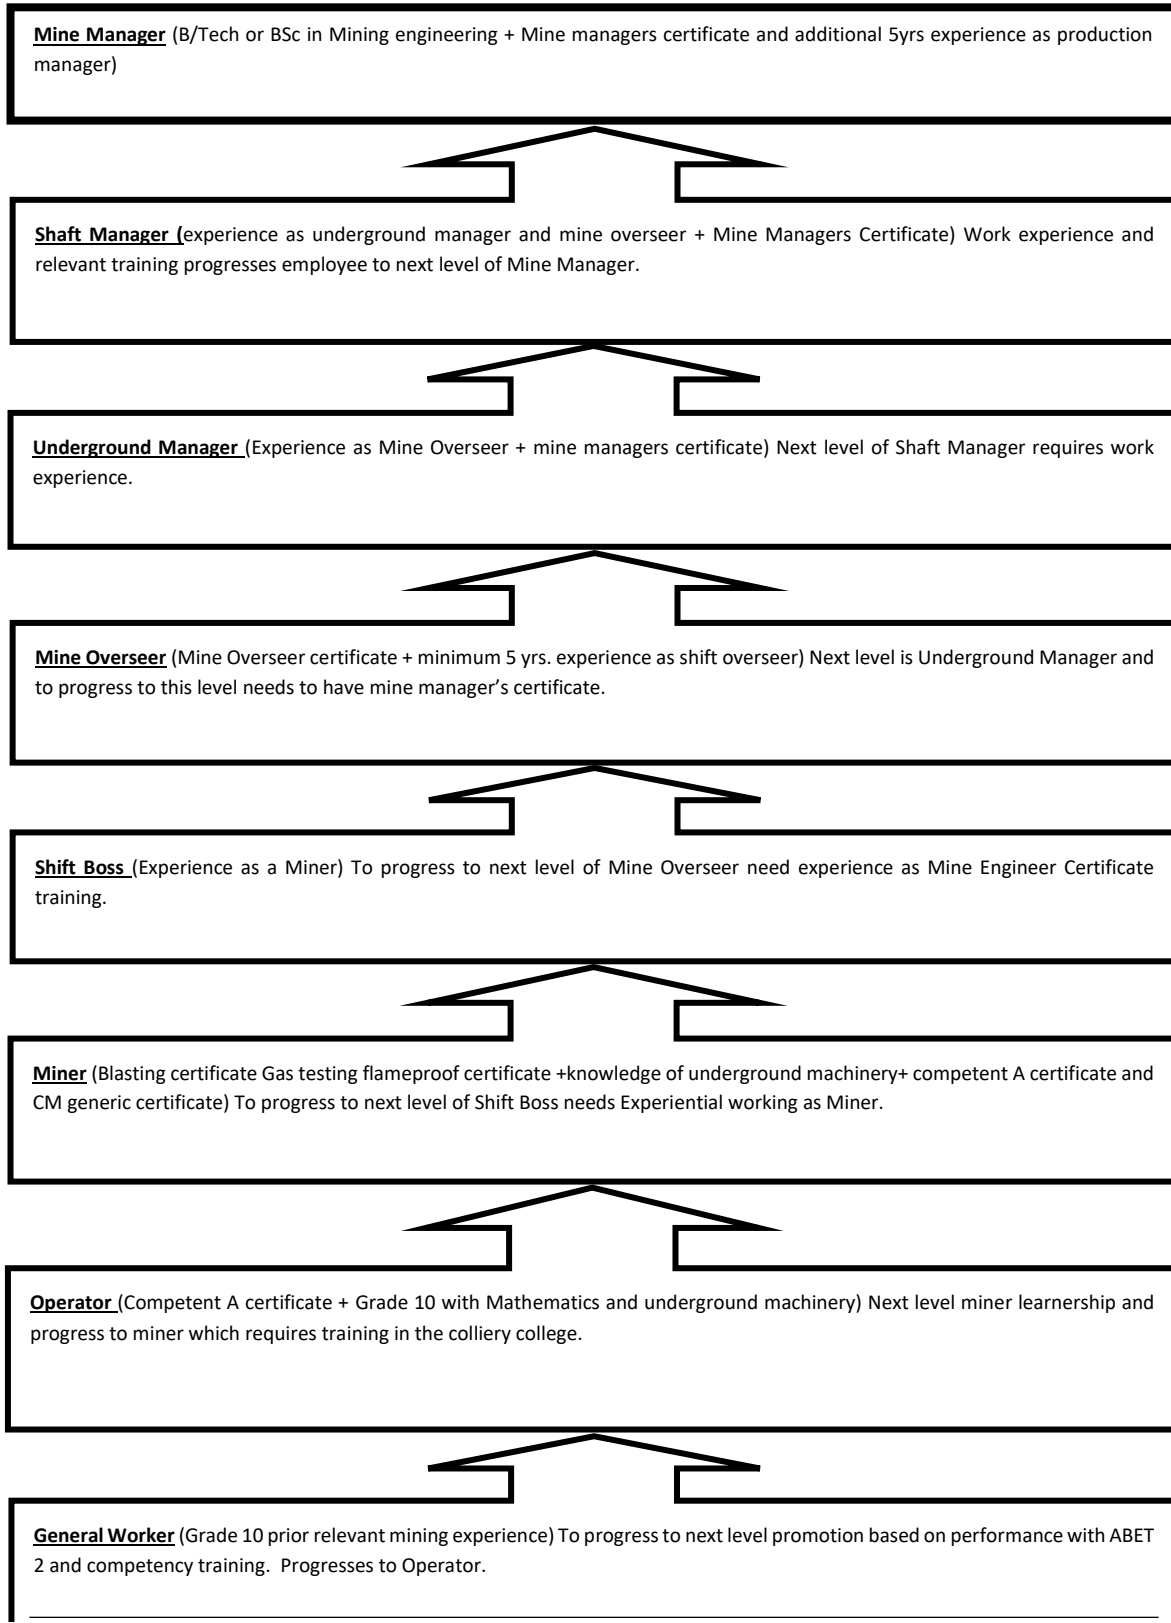 Mine Manager (B/Tech or BSc in Mining engineering + Mine managers certificate and additional 5yrs experience as production
manager)
Shaft Manager (experience as underground manager and mine overseer + Mine Managers Certificate) Work experience and
relevant training progresses employee to next level of Mine Manager.
Underground Manager (Experience as Mine Overseer + mine managers certificate) Next level of Shaft Manager requires work
experience.
Mine Overseer (Mine Overseer certificate + minimum 5 yrs. experience as shift overseer) Next level is Underground Manager and
to progress to this level needs to have mine manager’s certificate.
Shift Boss (Experience as a Miner) To progress to next level of Mine Overseer need experience as Mine Engineer Certificate
training.
Miner (Blasting certificate Gas testing flameproof certificate +knowledge of underground machinery+ competent A certificate and
CM generic certificate) To progress to next level of Shift Boss needs Experiential working as Miner.
Operator (Competent A certificate + Grade 10 with Mathematics and underground machinery) Next level miner learnership and
progress to miner which requires training in the colliery college.
General Worker (Grade 10 prior relevant mining experience) To progress to next level promotion based on performance with ABET
2 and competency training. Progresses to Operator.